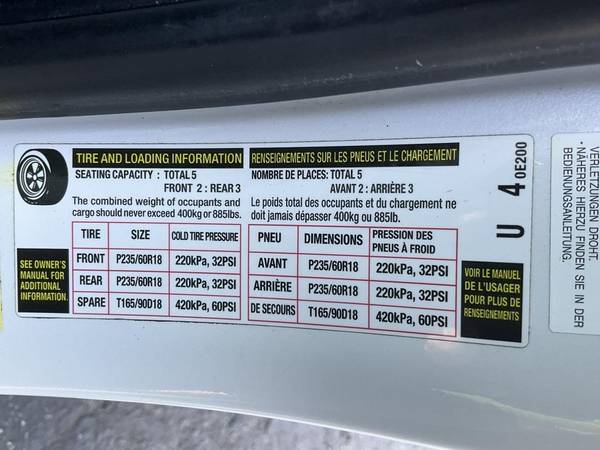 TIRE AND LOADING INFORMATION
SEATING CAPACITY : TOTAL 5
FRONT 2 : REAR 3
The combined weight of occupants and
cargo should never exceed 400kg or 885lbs.
TIRE SIZE COLD TIRE PRESSURE
FRONT P235/60R18 220kPa, 32PSI
REAR P235/60R18 220kPa, 32PSI
SPARE T165/90D18 420kPa, 60PSI
SEE OWNER'S
MANUAL FOR
ADDITIONAL
INFORMATION.
RENSEIGNEMENTS SUR LES PNEUS ET LE CHARGEMENT
NOMBRE DE PLACES: TOTAL 5
AVANT 2 : ARRIÈRE 3
Le poids total des occupants et du chargement ne
doit jamais dépasser 400kg ou 885lb.
PNEU DIMENSIONS PRESSION DES
PNEUS À FROID
AVANT P235/60R18 220kPa, 32PSI
ARRIÈRE P235/60R18 220kPa, 32PSI
DE SECOURS T165/90D18 420kPa, 60PSI
VOIR LE MANUEL
DE L'USAGER
POUR PLUS DE
RENSEIGNEMENTS.
U 4 0E200
VERLETZUNGEN DROHT.
• NÄHERES HIERZU FINDEN SIE IN DER
BEDIENUNGSANLEITUNG.